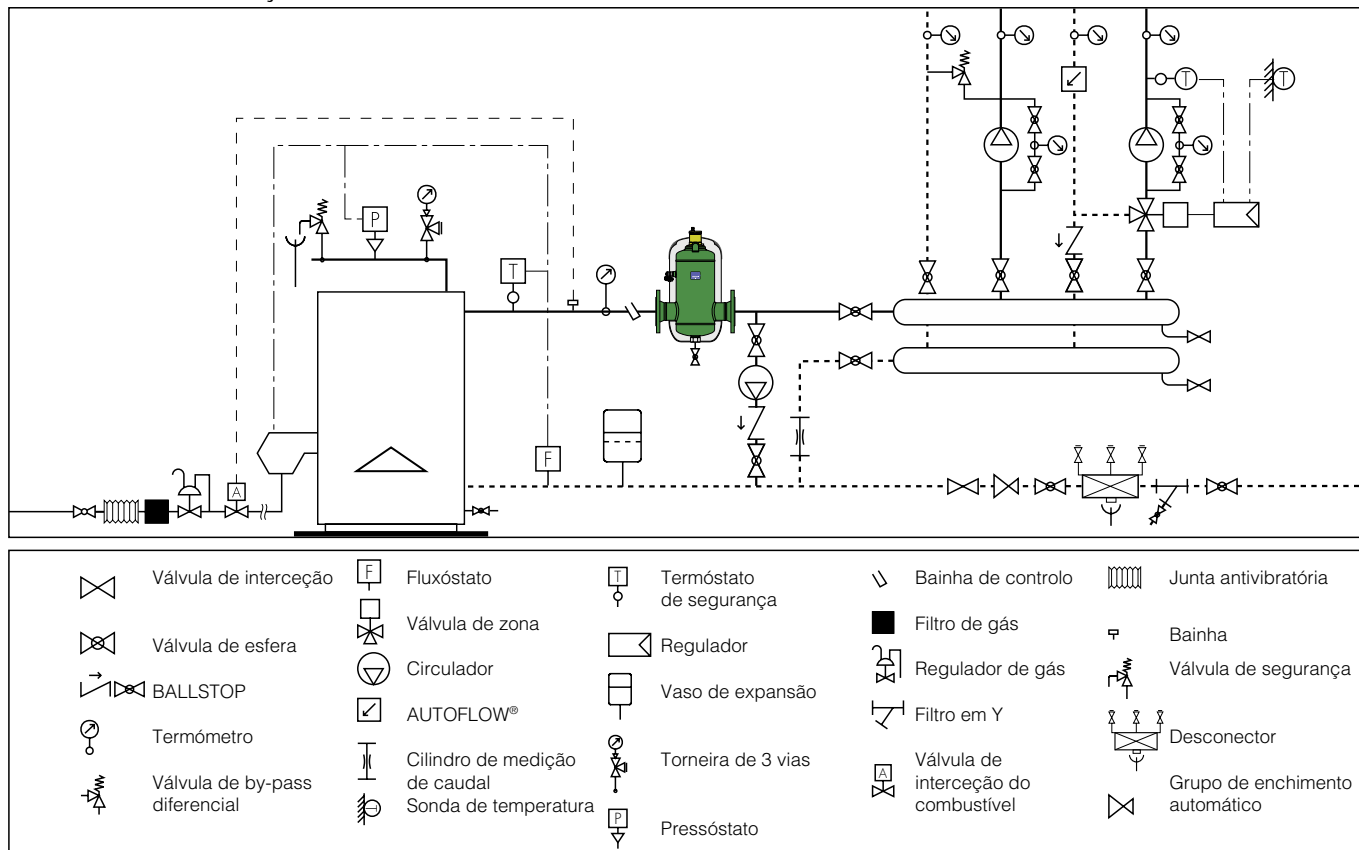 T
T
P
T
A
F
Válvula de interceção
Válvula de esfera
BALLSTOP
Termómetro
Válvula de by-pass
diferencial
F
Fluxóstato
Válvula de zona
Circulador
AUTOFLOW®
Cilindro de medição
de caudal
Sonda de temperatura
T
Termóstato
de segurança
Regulador
Vaso de expansão
Torneira de 3 vias
P
Pressóstato
Bainha de controlo
Filtro de gás
Regulador de gás
Filtro em Y
A
Válvula de
interceção do
combustível
Junta antivibratória
Bainha
Válvula de segurança
Desconector
Grupo de enchimento
automático